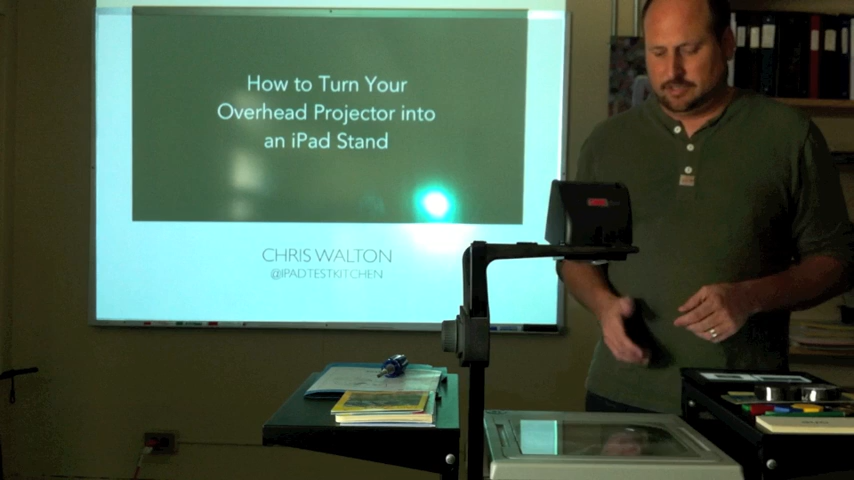 How to Turn Your
Overhead Projector into
an iPad Stand
CHRIS WALTON
@IPADTESTKITCHEN